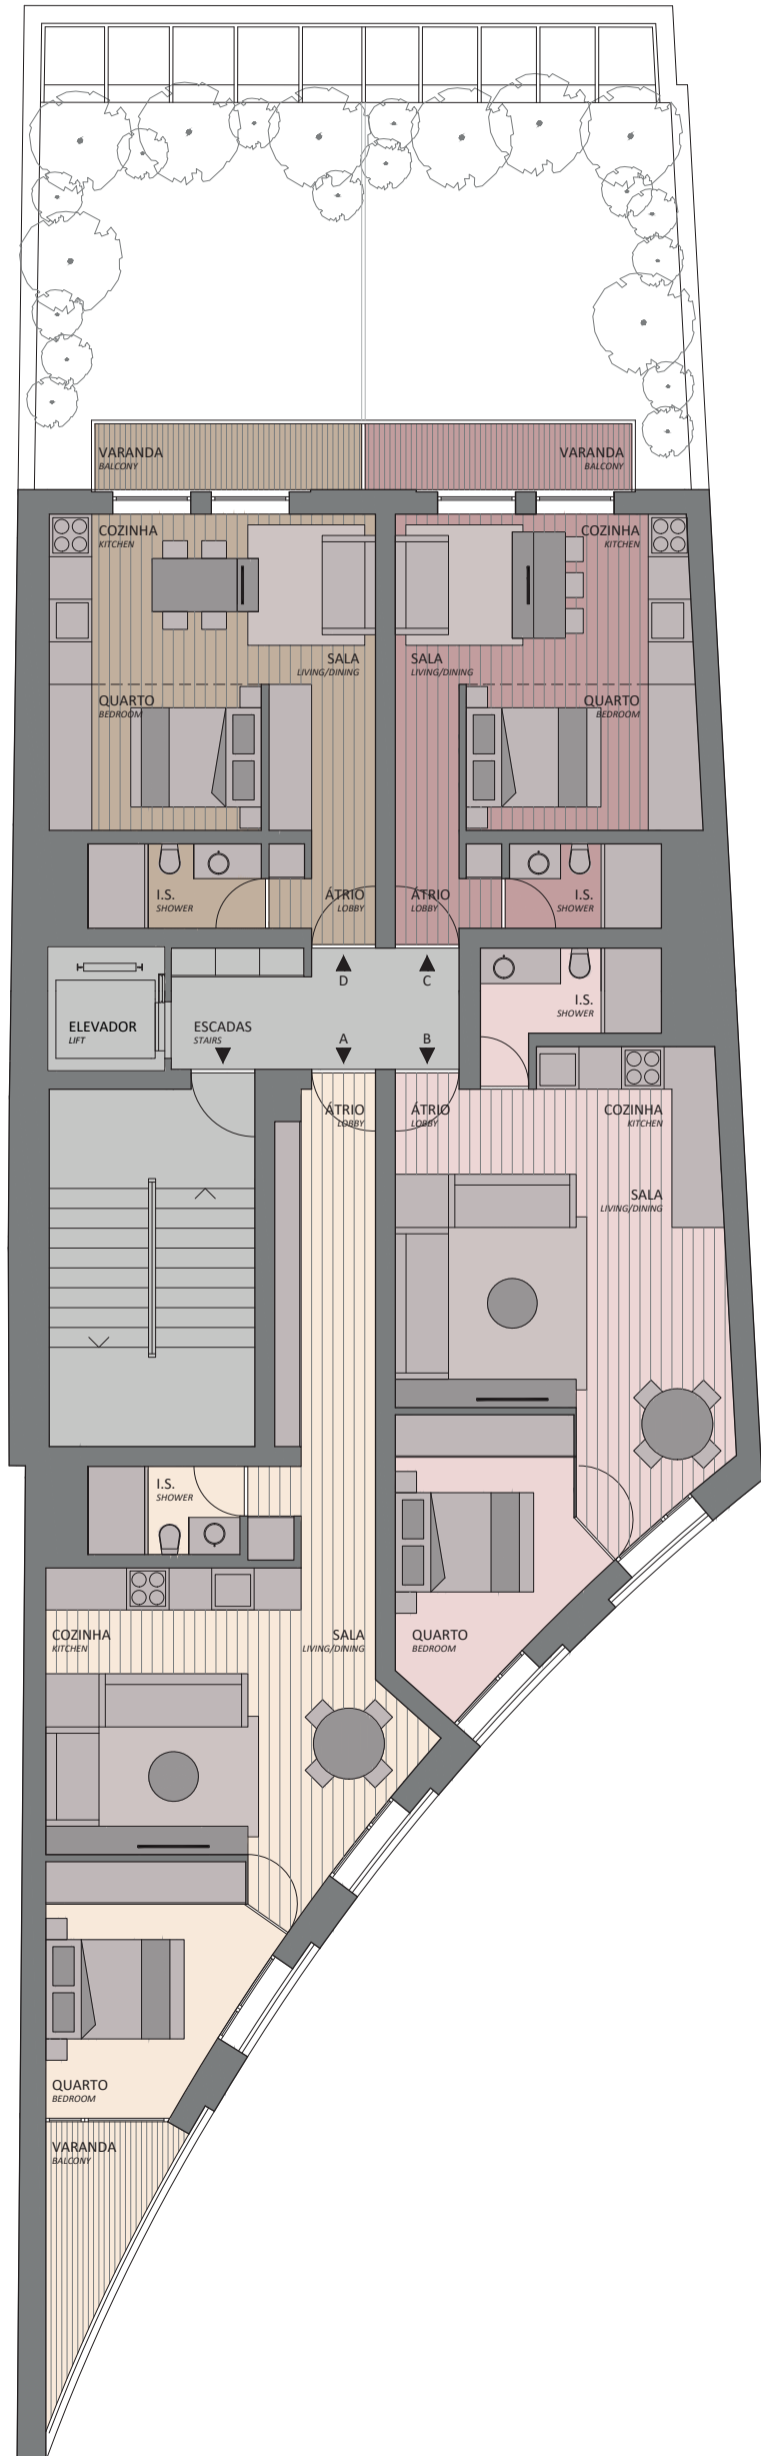 VARANDA
BALCONY
VARANDA
BALCONY
COZINHA
KITCHEN
COZINHA
KITCHEN
SALA
LIVING/DINING
SALA
LIVING/DINING
QUARTO
BEDROOM
QUARTO
BEDROOM
I.S.
SHOWER
ÁTRIO
LOBBY
ÁTRIO
LOBBY
I.S.
SHOWER
D
C
I.S.
SHOWER
ELEVADOR
LIFT
ESCADAS
STAIRS
A
B
ÁTRIO
LOBBY
ÁTRIO
LOBBY
COZINHA
KITCHEN
SALA
LIVING/DINING
I.S.
SHOWER
COZINHA
KITCHEN
SALA
LIVING/DINING
QUARTO
BEDROOM
QUARTO
BEDROOM
VARANDA
BALCONY